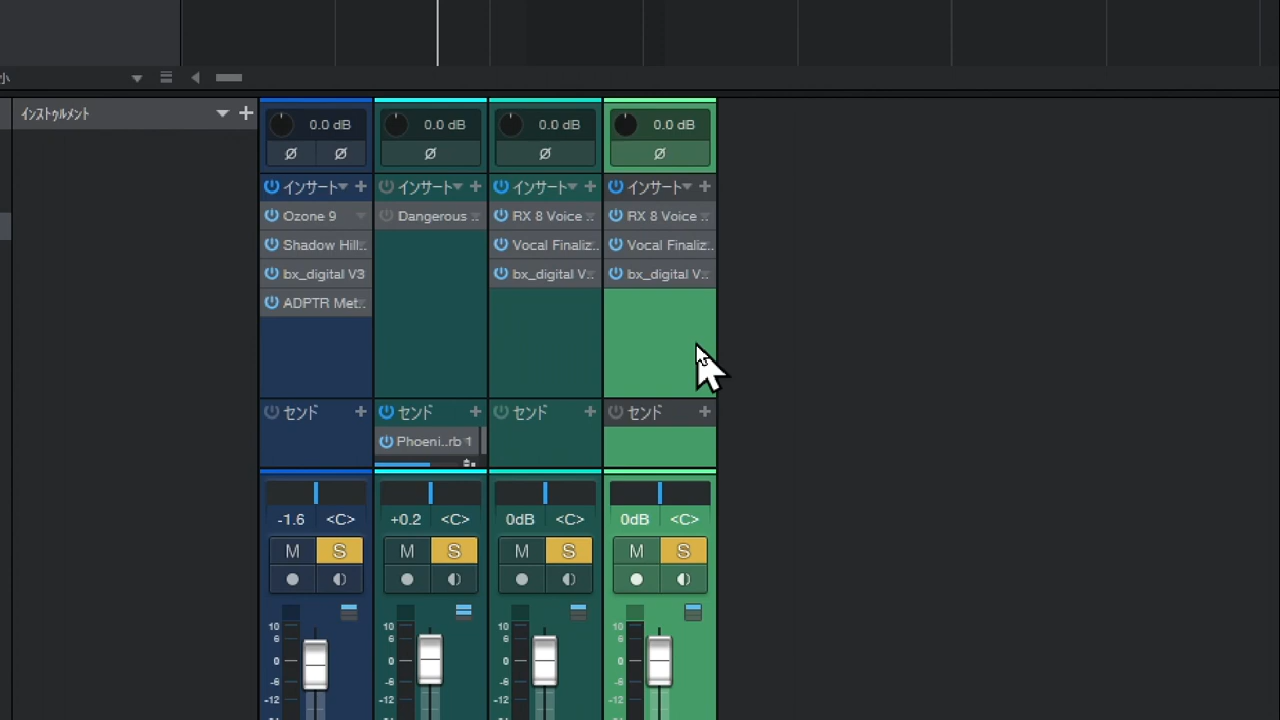 小
インストゥルメント
0.0 dB 0.0 dB 0.0 dB 0.0 dB
Ø Ø Ø Ø Ø
インサート インサート インサート インサート
Ozone 9 Dangerous .. RX 8 Voice .. RX 8 Voice ..
Shadow Hill.. Vocal Finaliz.. Vocal Finaliz..
bx_digital V3 bx_digital V.. bx_digital V..
ADPTR Met..
センド センド センド センド
Phoeni..rb 1
-1.6 <C> +0.2 <C> 0dB <C> 0dB <C>
M S M S M S M S
10 10 10 10
6 6 6 6
0 0 0 0
-6 -6 -6 -6
-12 -12 -12 -12